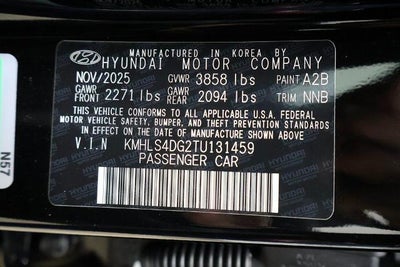 MANUFACTURED IN KOREA BY
HYUNDAI MOTOR COMPANY
NOV/2025 GVWR 3858 lbs PAINT A2B
GAWR FRONT 2271 lbs GAWR REAR 2094 lbs TRIM NNB
THIS VEHICLE CONFORMS TO ALL APPLICABLE U.S.A. FEDERAL
MOTOR VEHICLE SAFETY, BUMPER, AND THEFT PREVENTION STANDARDS
IN EFFECT ON THE DATE OF MANUFACTURE SHOWN ABOVE.
V.I.N KMHLS4DG2TU131459
PASSENGER CAR
N57